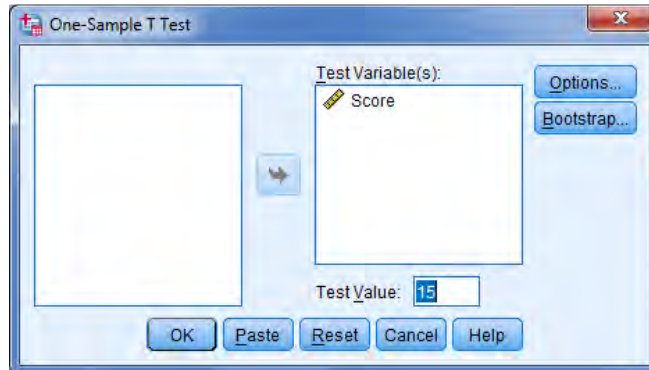 One-Sample T Test
Test Variable(s):
Score
Options...
Bootstrap...
Test Value: 15
OK Paste Reset Cancel Help